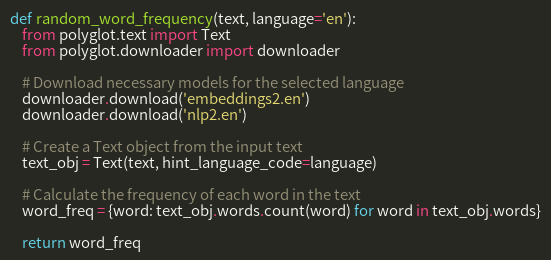 def random_word_frequency(text, language='en'):
    from polyglot.text import Text
    from polyglot.downloader import downloader

    # Download necessary models for the selected language
    downloader.download('embeddings2.en')
    downloader.download('nlp2.en')

    # Create a Text object from the input text
    text_obj = Text(text, hint_language_code=language)

    # Calculate the frequency of each word in the text
    word_freq = {word: text_obj.words.count(word) for word in text_obj.words}

    return word_freq